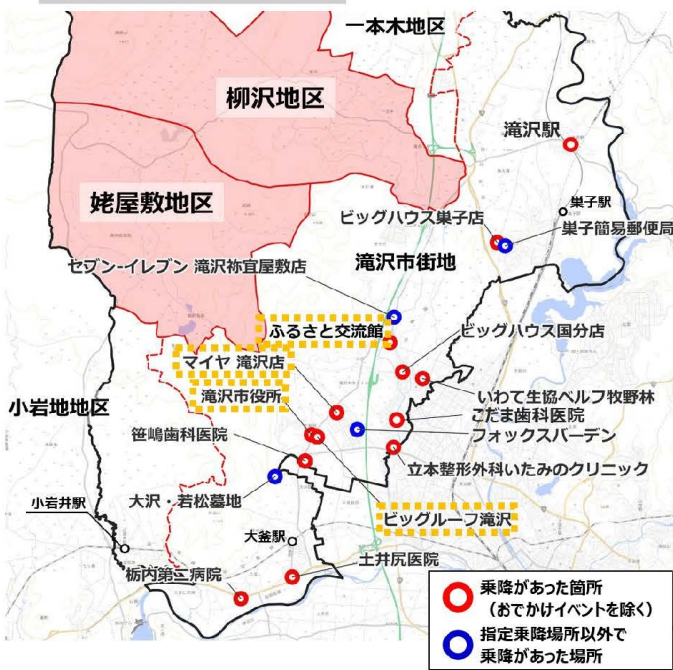 一本木地区
柳沢地区
滝沢駅
姥屋敷地区
巣子駅
ビッグハウス巣子店
巣子簡易郵便局
滝沢市街地
セブン-イレブン 滝沢祢宜屋敷店
ふるさと交流館
ビッグハウス国分店
マイヤ 滝沢店
滝沢市役所
いわて生協ベルフ牧野林
小岩地地区
こだま歯科医院
笹嶋歯科医院
フォックスバーデン
立本整形外科いたみのクリニック
大沢・若松墓地
小岩井駅
ビッグルーフ滝沢
大釜駅
土井尻医院
栃内第二病院
乗降があった箇所
(おでかけイベントを除く)
指定乗降場所以外で
乗降があった場所